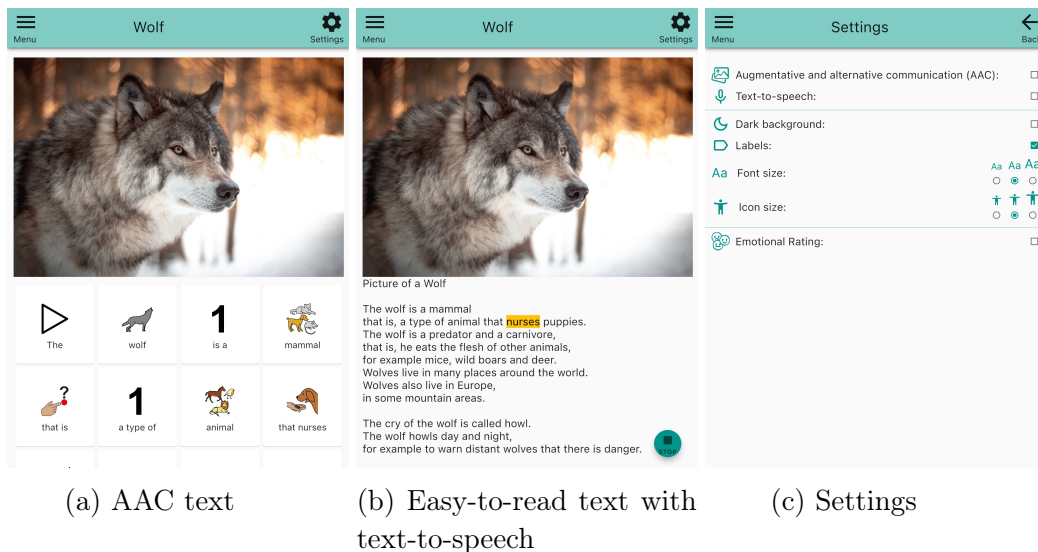 Menu
Wolf
Settings
The
wolf
1
is a
mammal
?
that is
1
a type of
animal
that nurses
(a) AAC text
Menu
Wolf
Settings
Picture of a Wolf
The wolf is a mammal
that is, a type of animal that nurses puppies.
The wolf is a predator and a carnivore,
that is, he eats the flesh of other animals,
for example mice, wild boars and deer.
Wolves live in many places around the world.
Wolves also live in Europe,
in some mountain areas.
The cry of the wolf is called howl.
The wolf howls day and night,
for example to warn distant wolves that there is danger.
STOP
(b) Easy-to-read text with
text-to-speech
Menu
Settings
Back
Augmentative and alternative communication (AAC):
Text-to-speech:
Dark background:
Labels:
Aa Font size: Aa Aa Aa
Icon size:
Emotional Rating:
(c) Settings